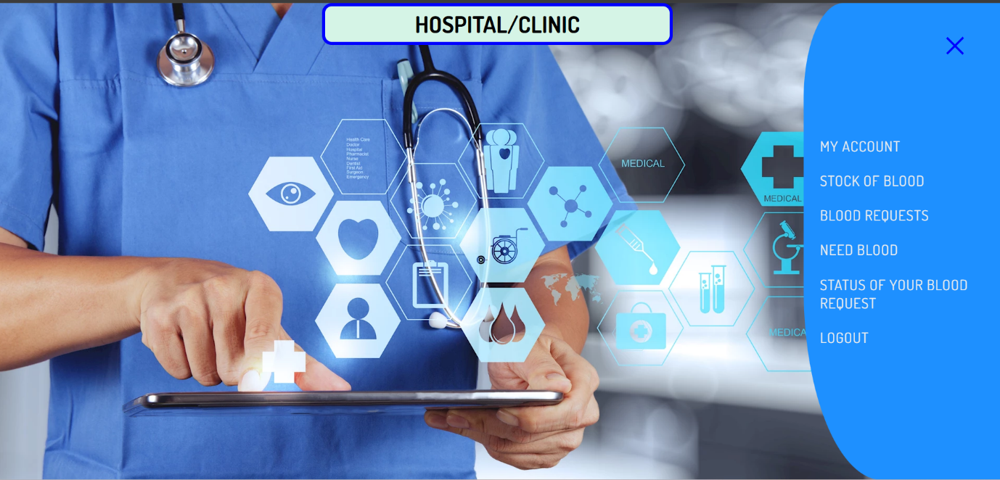 HOSPITAL/CLINIC
Health Care
Doctor
Hospital
Pharmacist
Nurse
Dentist
First Aid
Surgeon
Emergency
MEDICAL
MEDICAL
MEDICA
MY ACCOUNT
STOCK OF BLOOD
BLOOD REQUESTS
NEED BLOOD
STATUS OF YOUR BLOOD
REQUEST
LOGOUT